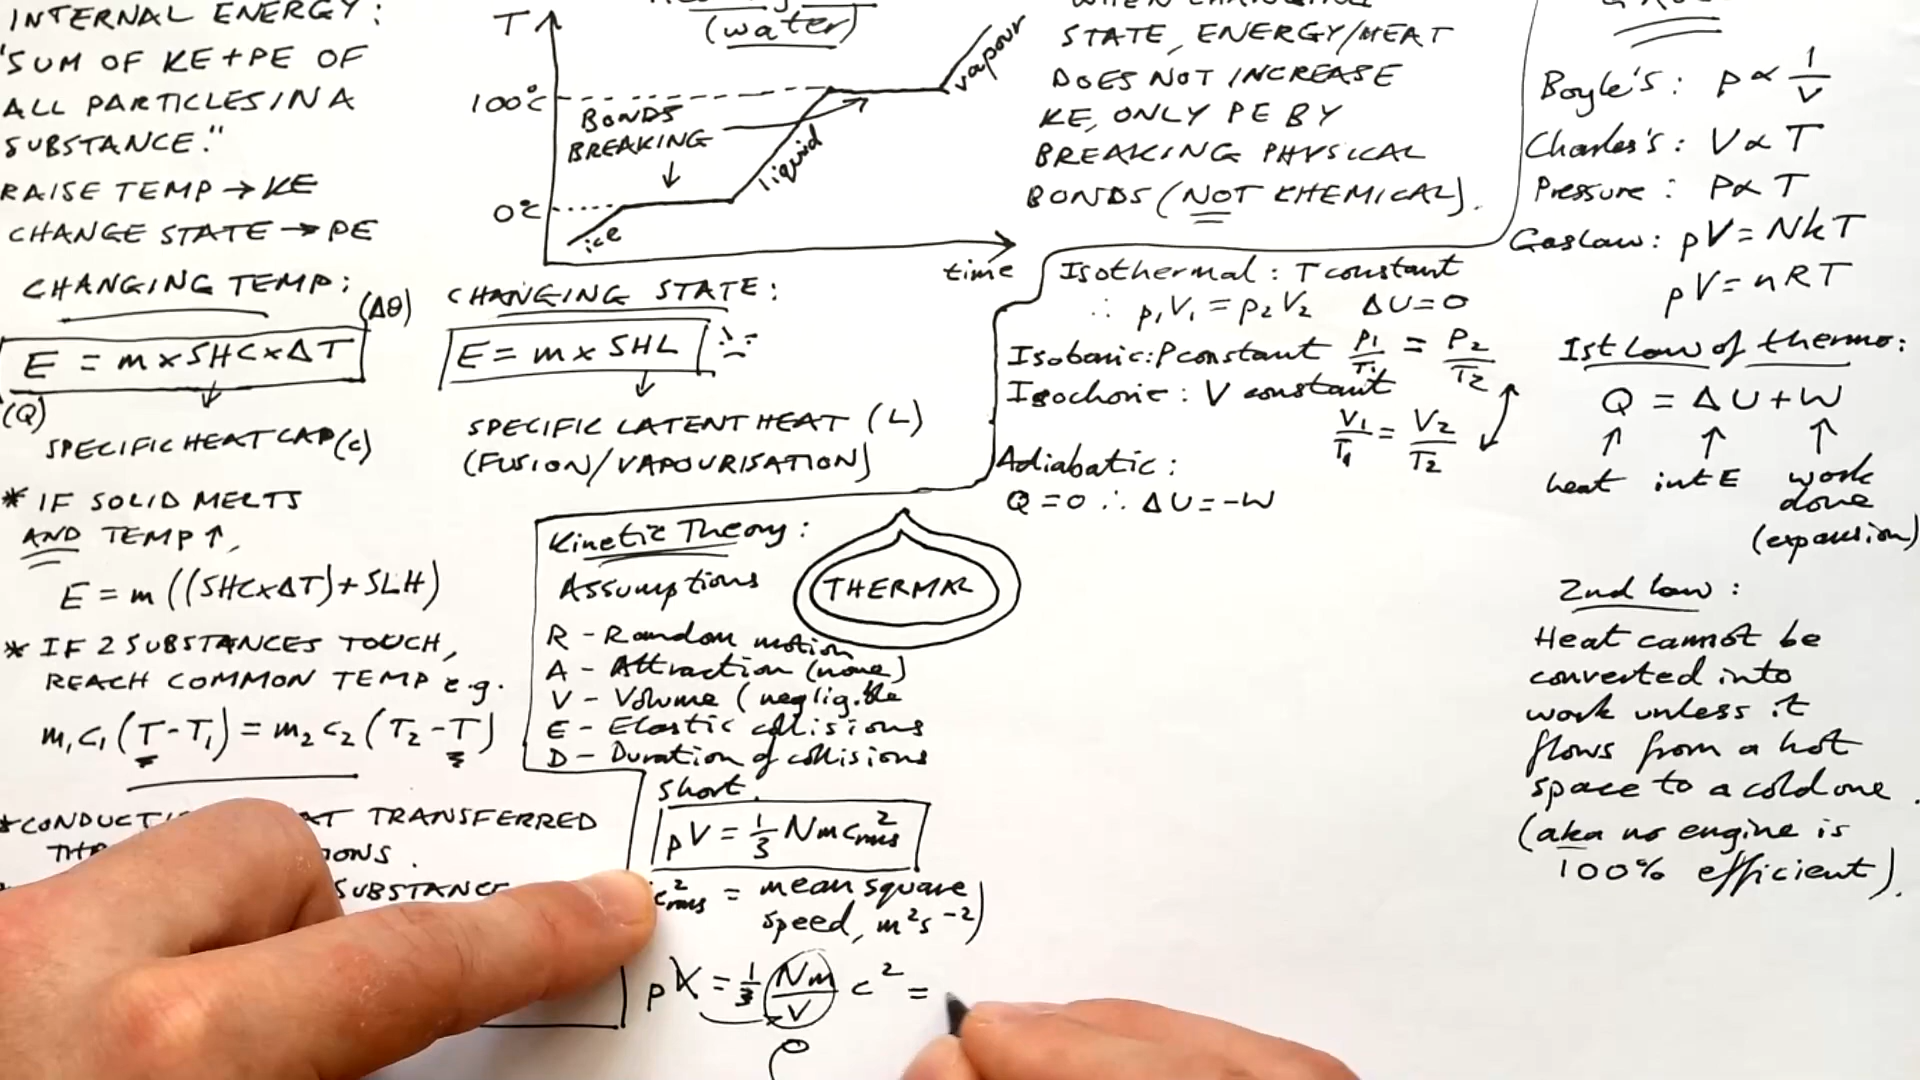 INTERNAL ENERGY:
"SUM OF KE+PE OF
ALL PARTICLES IN A
SUBSTANCE."
RAISE TEMP → KE
CHANGE STATE → PE
CHANGING TEMP:
(Δθ)
E = m x SHC x ΔT
(Q)
SPECIFIC HEAT CAP (c)
* IF SOLID MELTS
AND TEMP ↑,
E = m ((SHC x ΔT) + SLH)
* IF 2 SUBSTANCES TOUCH,
REACH COMMON TEMP e.g.
m₁c₁(T-T₁) = m₂c₂(T₂-T)
TRANSFERRED
SUBSTANCE
T
(water)
100°C
BONDS
BREAKING
0°C
ice
liquid
vapour
time
CHANGING STATE:
E = m x SHL
SPECIFIC LATENT HEAT (L)
(FUSION/VAPOURISATION)
Kinetic Theory:
Assumptions
R - Random motion
A - Attraction (none)
V - Volume (negligible
E - Elastic collisions
D - Duration of collisions
short.
pV = 1/3 Nmc²rms
c²rms = mean square
speed, m²s⁻²)
pV = 1/3 Nm/V c² =
ρ
THERMAL
STATE, ENERGY/HEAT
DOES NOT INCREASE
KE, ONLY PE BY
BREAKING PHYSICAL
BONDS (NOT CHEMICAL).
Isothermal: T constant
∴ p₁V₁ = p₂V₂ ΔU = 0
Isobaric: P constant P₁/T₁ = P₂/T₂
Isochoric: V constant
V₁/T₁ = V₂/T₂
Adiabatic:
Q = 0 ∴ ΔU = -W
Boyle's: p ∝ 1/V
Charles's: V ∝ T
Pressure: P ∝ T
Gas law: pV = NkT
pV = nRT
1st Law of thermo:
Q = ΔU + W
heat int E work
done
(expansion)
2nd law:
Heat cannot be
converted into
work unless it
flows from a hot
space to a cold one.
(aka no engine is
100% efficient).